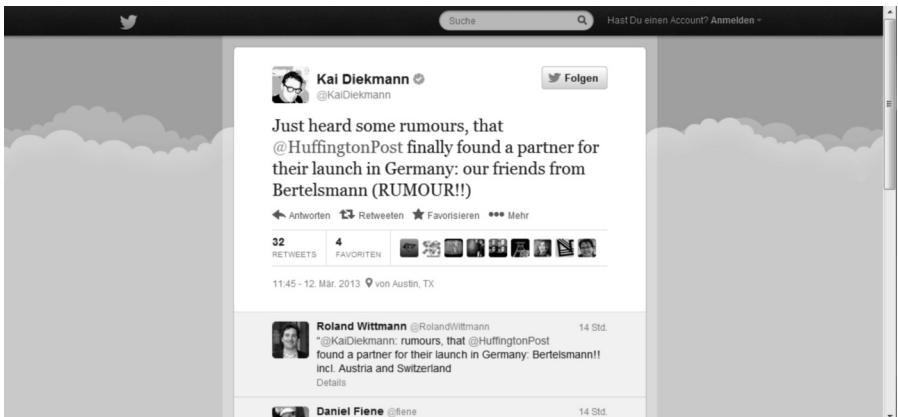 Suche
Hast Du einen Account? Anmelden
Kai Diekmann
@KaiDiekmann
Folgen
Just heard some rumours, that
@HuffingtonPost finally found a partner for
their launch in Germany: our friends from
Bertelsmann (RUMOUR!!)
Antworten Retweeten Favorisieren Mehr
32 4
RETWEETS FAVORITEN
11:45 - 12. Mär. 2013 von Austin, TX
Roland Wittmann @RolandWittmann 14 Std.
"@KaiDiekmann: rumours, that @HuffingtonPost
found a partner for their launch in Germany: Bertelsmann!!
incl. Austria and Switzerland
Details
Daniel Fiene @fiene 14 Std.